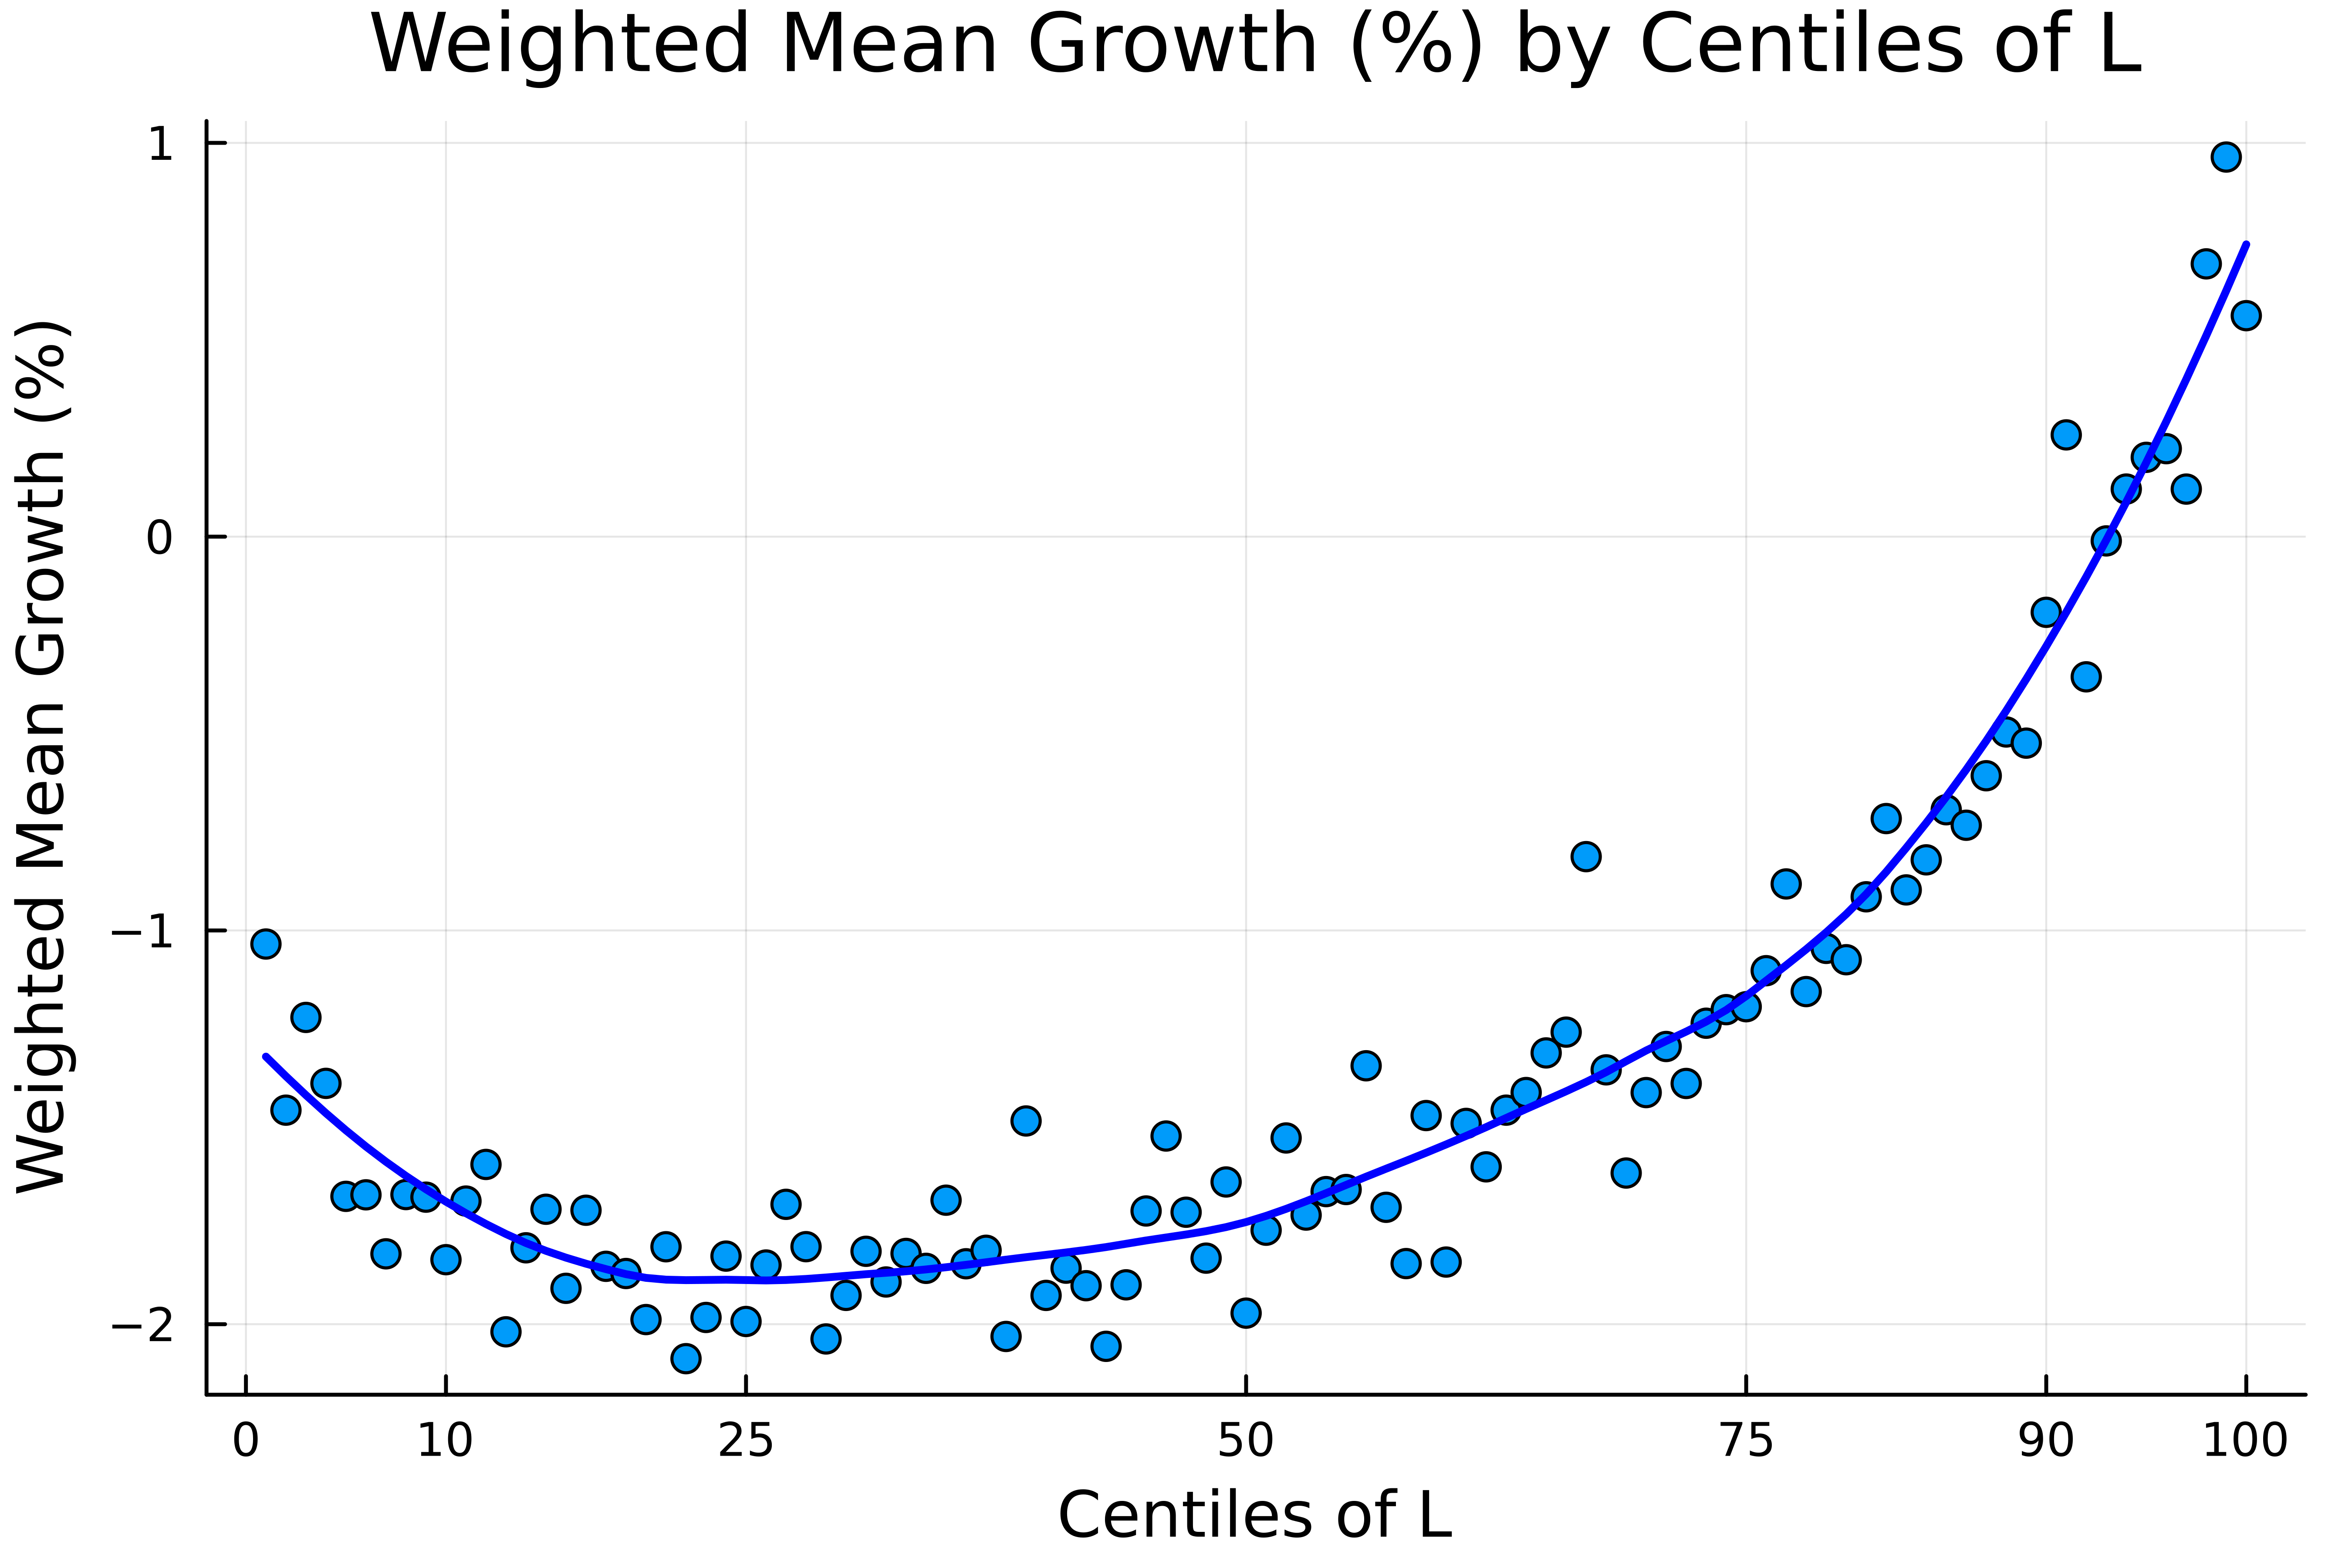 Weighted Mean Growth (%) by Centiles of L
Weighted Mean Growth (%)
1
0
−1
−2
0 10 25 50 75 90 100
Centiles of L